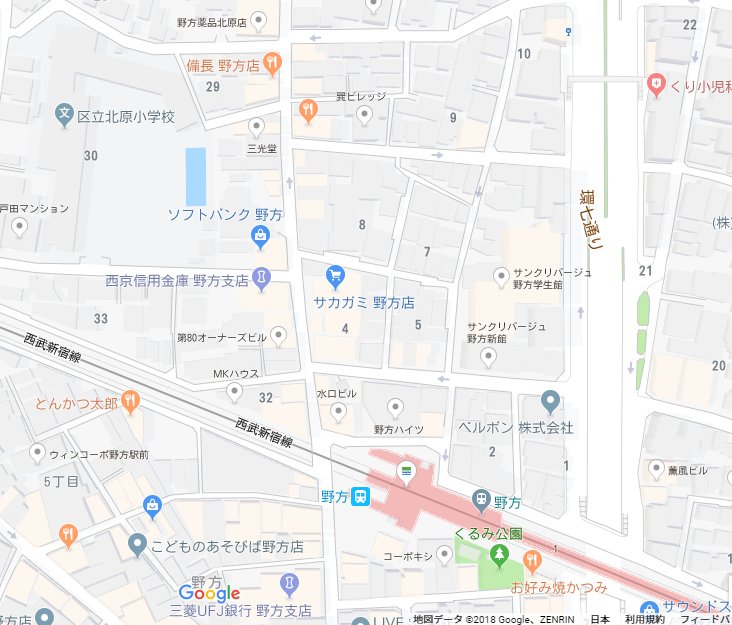 野方薬品北原店
22
10
備長 野方店
くり小児科
29
巽ビレッジ
区立北原小学校
9
三光堂
30
環七通り
戸田マンション
ソフトバンク 野方
8
(株)
7
西京信用金庫 野方支店
サンクリバージュ
野方学生館
21
サカガミ 野方店
33
4
5
サンクリバージュ
野方新館
第80オーナーズビル
西武新宿線
20
MKハウス
水口ビル
とんかつ太郎
32
野方ハイツ
ベルボン 株式会社
西武新宿線
2
ウィンコーポ野方駅前
1
薫風ビル
5丁目
野方
野方
くるみ公園
こどものあそびば野方店
コーポキシ
1
野方
お好み焼かつみ
Google
三菱UFJ銀行 野方支店
サウンドス
野方店
LIVE
地図データ ©2018 Google、ZENRIN
日本
利用規約
フィードバ